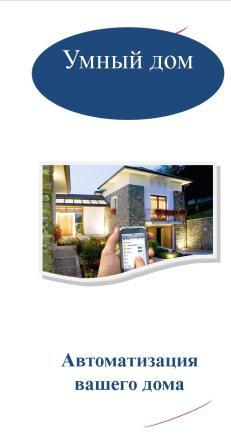 Умный дом
Автоматизация
вашего дома